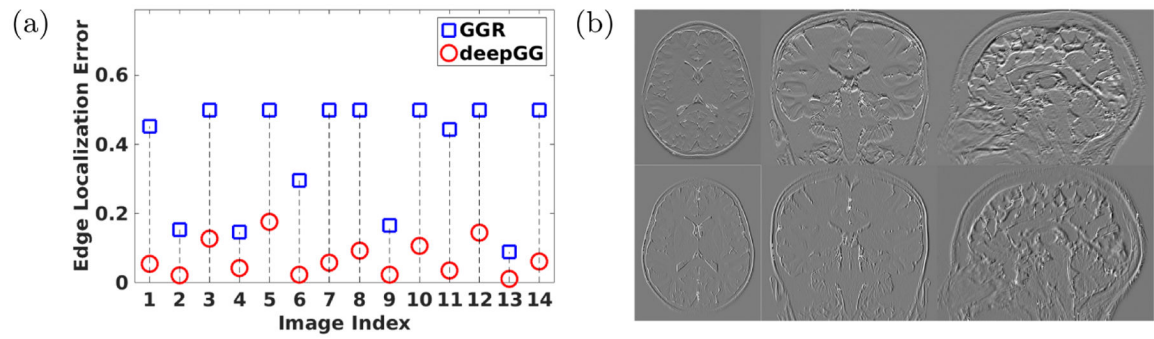 (a)
Edge Localization Error
0.6
0.4
0.2
0
GGR
deepGG
1 2 3 4 5 6 7 8 9 10 11 12 13 14
Image Index
(b)